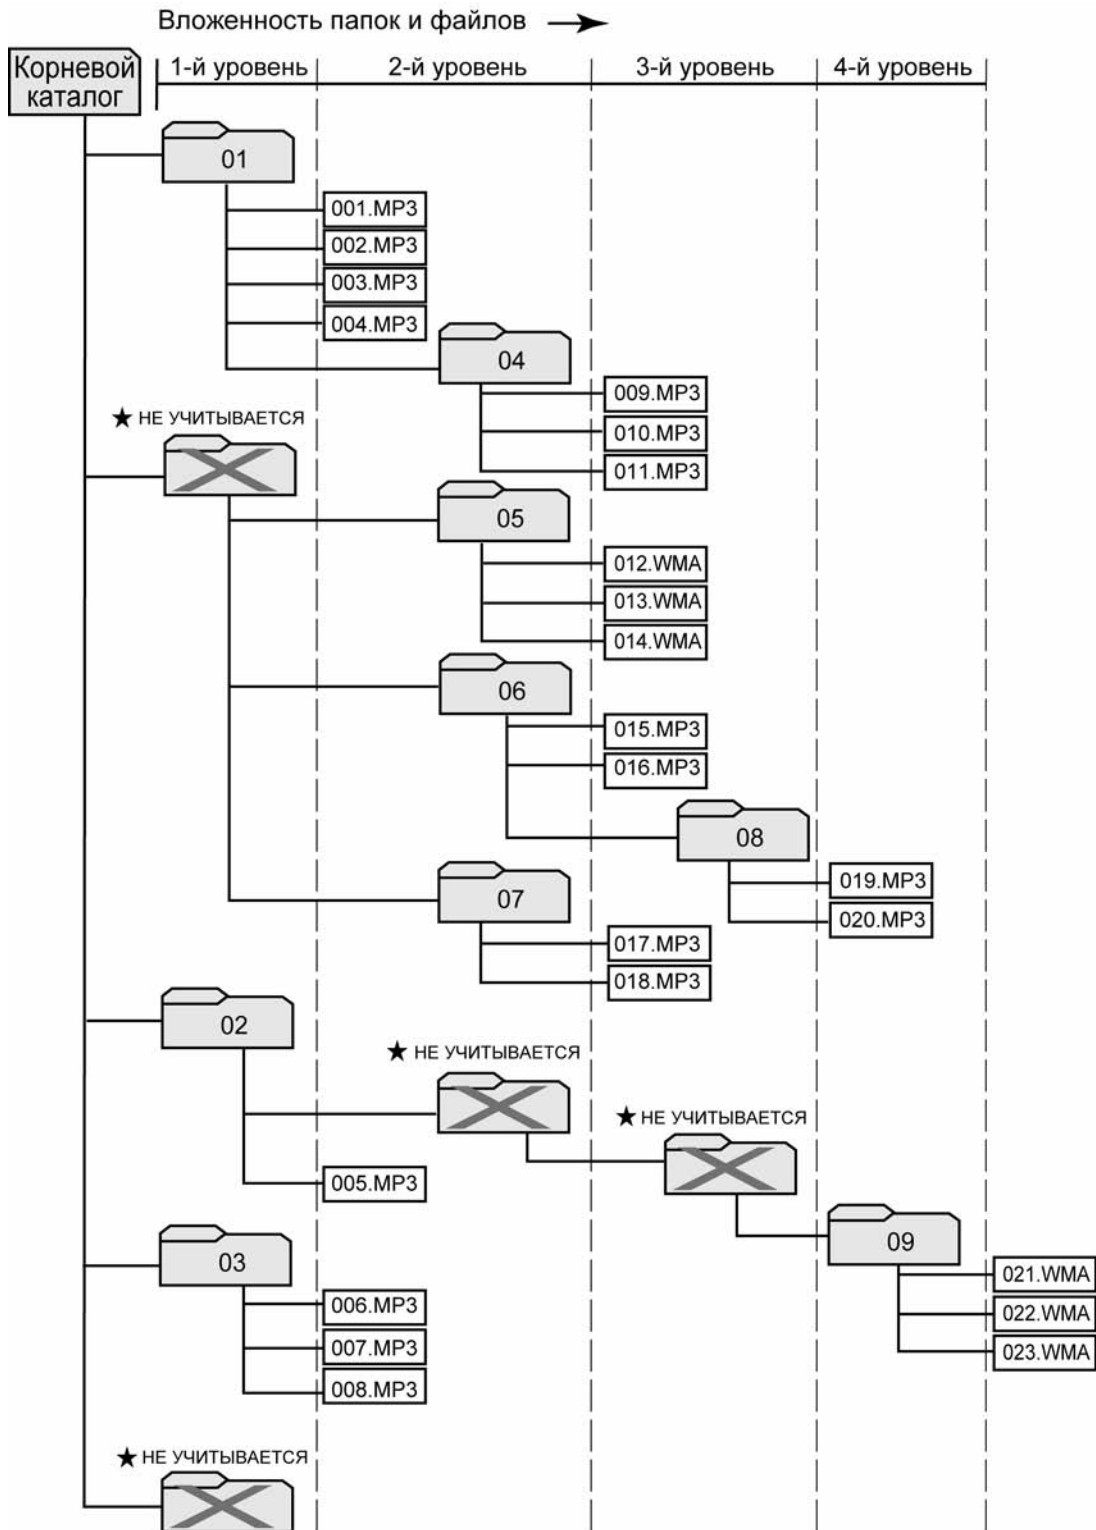 Вложенность папок и файлов
Корневой
каталог
1-й уровень
2-й уровень
3-й уровень
4-й уровень
01
001.MP3
002.MP3
003.MP3
004.MP3
04
009.MP3
010.MP3
011.MP3
★ НЕ УЧИТЫВАЕТСЯ
05
012.WMA
013.WMA
014.WMA
06
015.MP3
016.MP3
08
019.MP3
020.MP3
07
017.MP3
018.MP3
02
★ НЕ УЧИТЫВАЕТСЯ
★ НЕ УЧИТЫВАЕТСЯ
005.MP3
09
021.WMA
022.WMA
023.WMA
03
006.MP3
007.MP3
008.MP3
★ НЕ УЧИТЫВАЕТСЯ